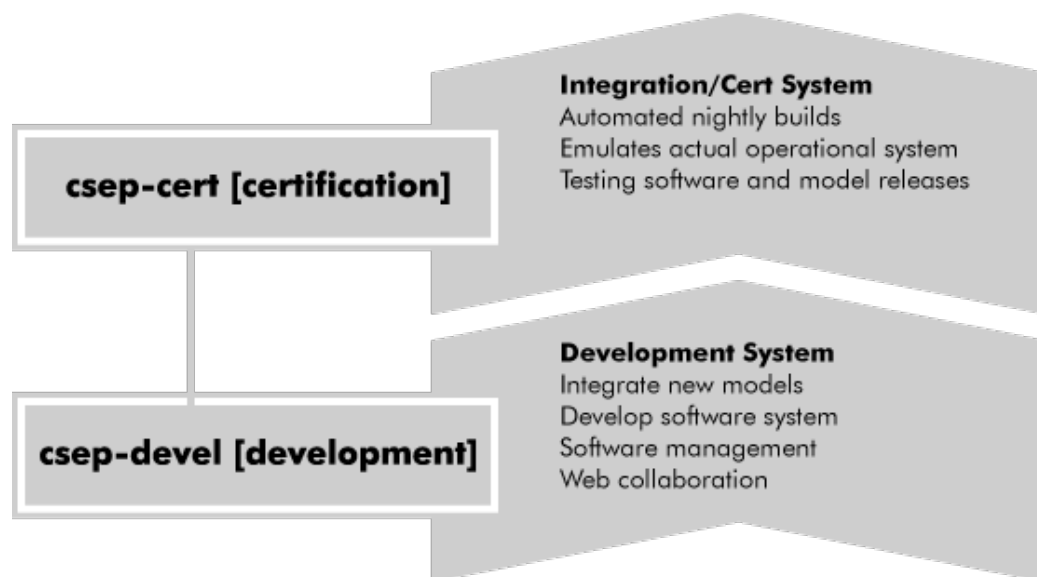 Integration/Cert System
Automated nightly builds
Emulates actual operational system
Testing software and model releases
csep-cert [certification]
Development System
Integrate new models
Develop software system
Software management
Web collaboration
csep-devel [development]